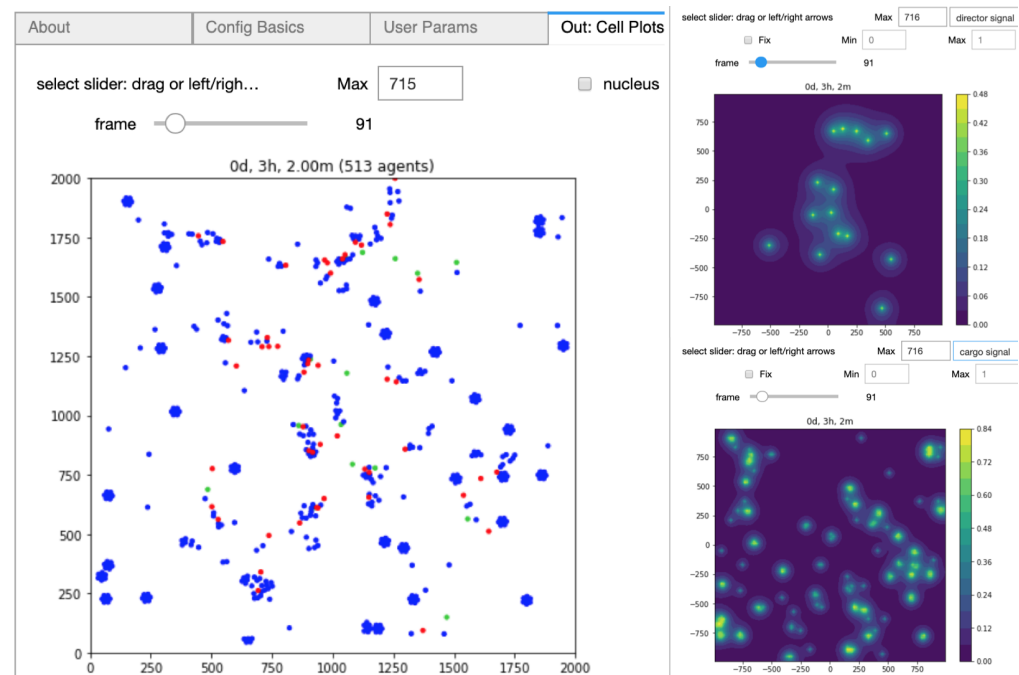 About Config Basics User Params Out: Cell Plots
select slider: drag or left/righ... Max 715 nucleus
frame 91
0d, 3h, 2.00m (513 agents)
2000
1750
1500
1250
1000
750
500
250
0
0 250 500 750 1000 1250 1500 1750 2000
select slider: drag or left/right arrows Max 716 director signal
Fix Min 0 Max 1
frame 91
0d, 3h, 2m
750
500
250
0
−250
−500
−750
−750 −500 −250 0 250 500 750
0.48
0.42
0.36
0.30
0.24
0.18
0.12
0.06
0.00
select slider: drag or left/right arrows Max 716 cargo signal
Fix Min 0 Max 1
frame 91
0d, 3h, 2m
750
500
250
0
−250
−500
−750
−750 −500 −250 0 250 500 750
0.84
0.72
0.60
0.48
0.36
0.24
0.12
0.00